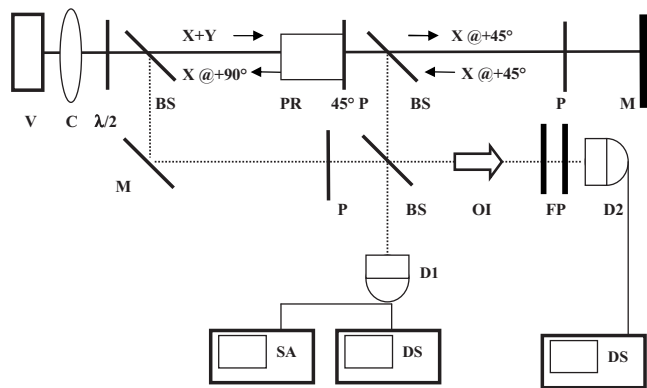 X+Y
X @+45°
X @+90°
X @+45°
V
C
λ/2
BS
PR
45° P
BS
P
M
M
P
BS
OI
FP
D2
D1
SA
DS
DS